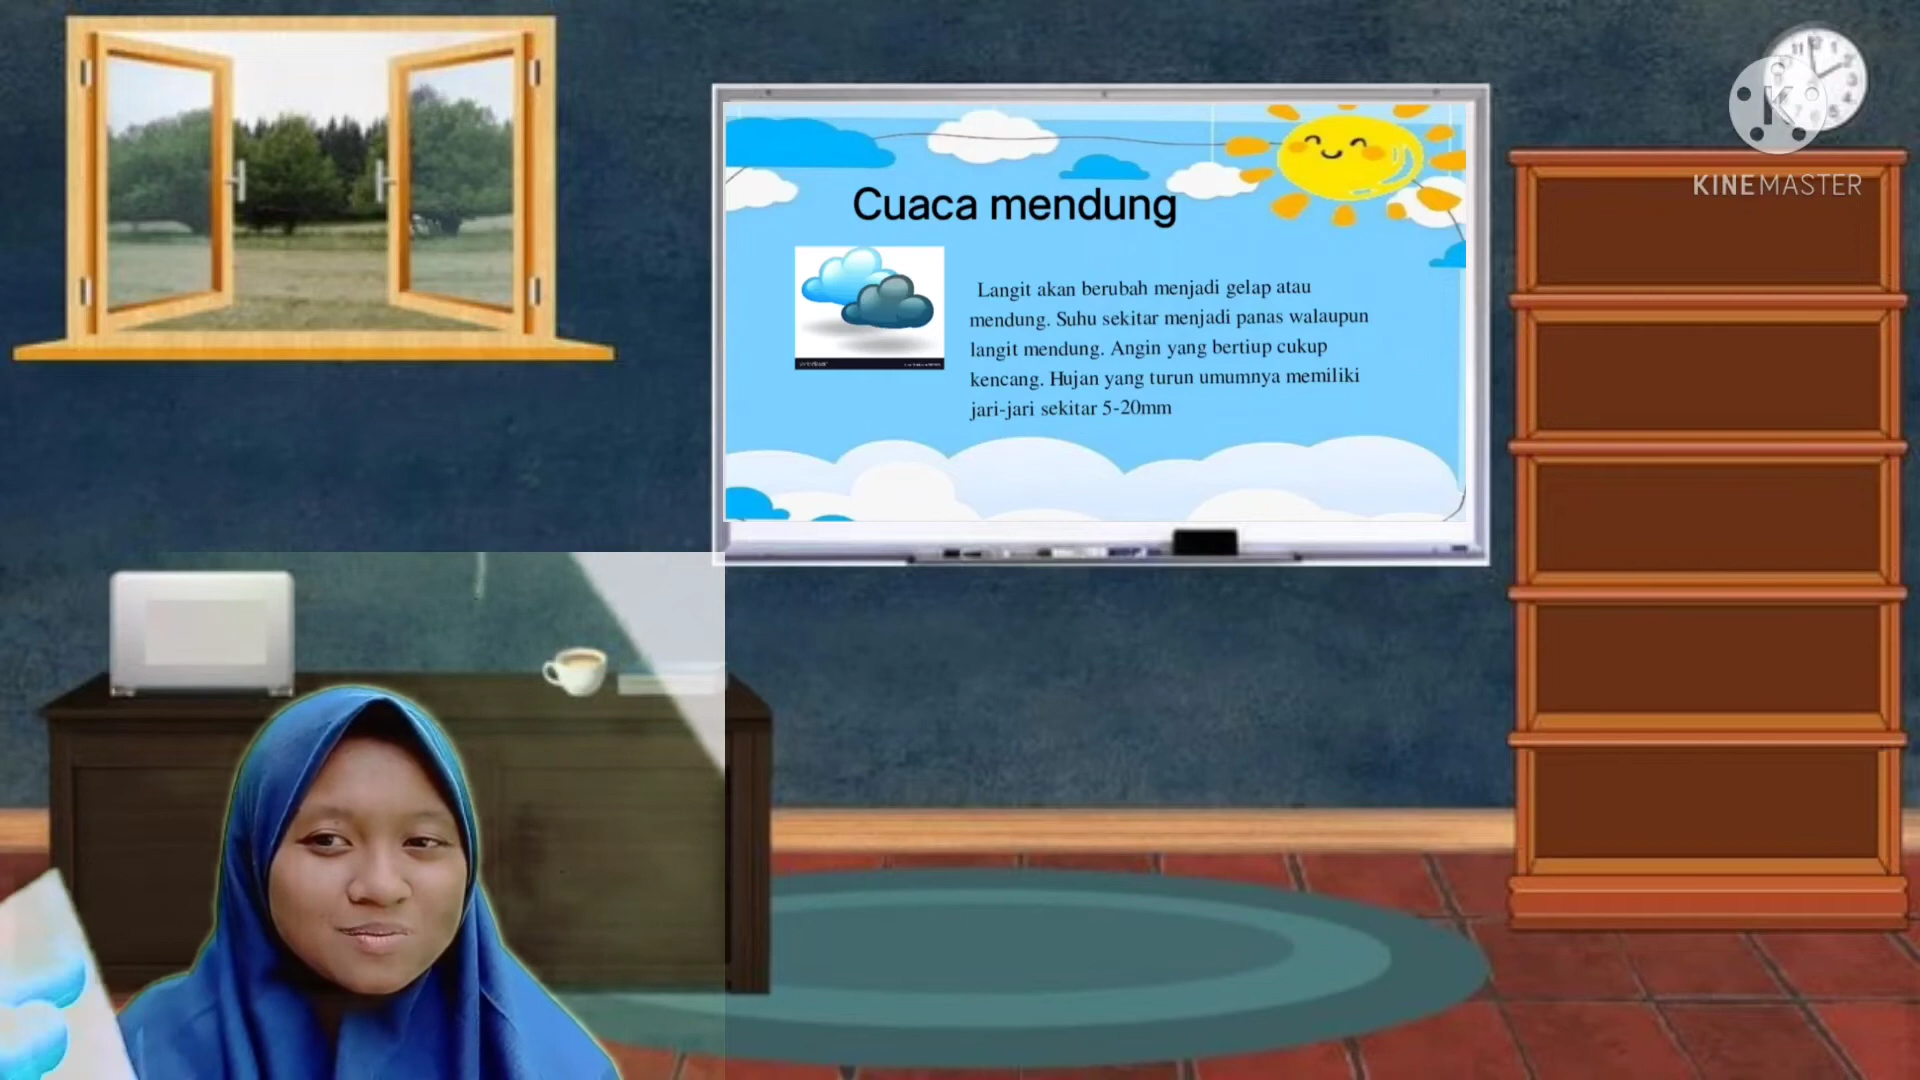 Cuaca mendung
Langit akan berubah menjadi gelap atau
mendung. Suhu sekitar menjadi panas walaupun
langit mendung. Angin yang bertiup cukup
kencang. Hujan yang turun umumnya memiliki
jari-jari sekitar 5-20mm
K
KINEMASTER